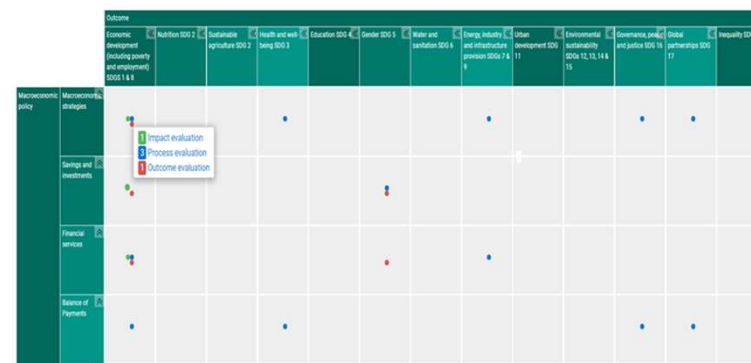 Outcome
Economic
development
(including poverty
and employment)
SDGS 1 & 8
Nutrition SDG 2
Sustainable
agriculture SDG 2
Health and well-
being SDG 3
Education SDG 4
Gender SDG 5
Water and
sanitation SDG 6
Energy, industry
and infrastructure
provision SDGs 7 &
9
Urban
development SDG
11
Environmental
sustainability
SDGs 12, 13, 14 &
15
Governance, peace
and justice SDG 16
Global
partnerships SDG
17
Inequality SDG
Macroeconomic
policy
Macroeconomic
strategies
1 Impact evaluation
3 Process evaluation
1 Outcome evaluation
Savings and
investments
Financial
services
Balance of
Payments